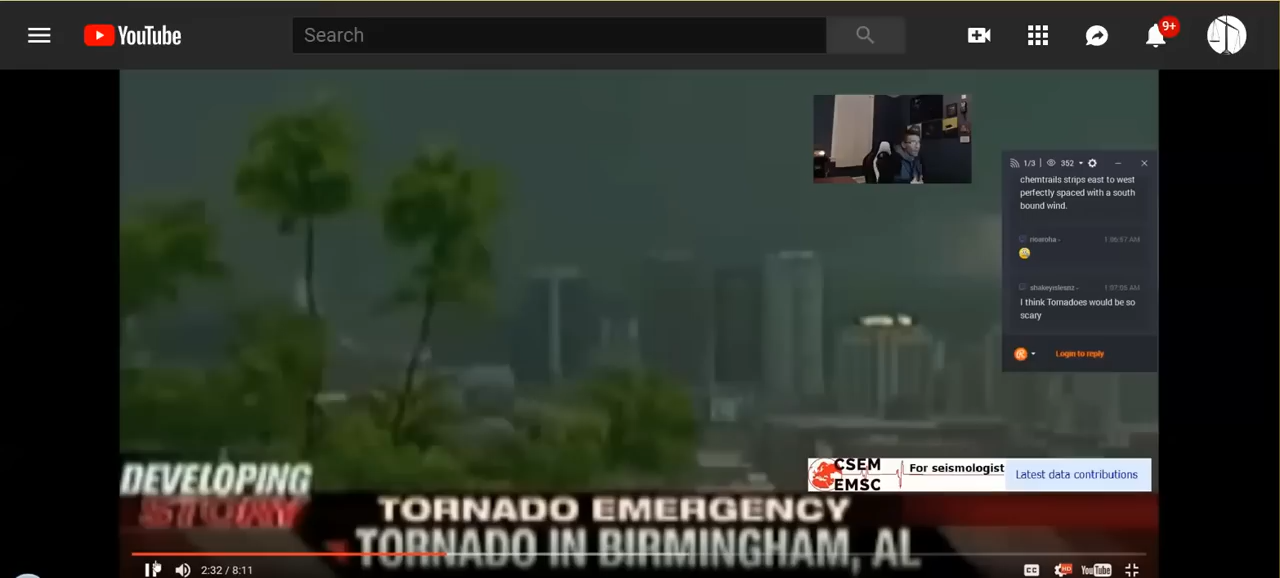 YouTube
Search
9+
1/3 | 352
chemtrails strips east to west
perfectly spaced with a south
bound wind.
1:06:57 AM
1:07:55 AM
I think Tornadoes would be so
scary
Login to reply
CSEM
EMSC
For seismologist
Latest data contributions
DEVELOPING
STORY
TORNADO EMERGENCY
TORNADO IN BIRMINGHAM, AL
2:32 / 8:11
CC
HD
YouTube